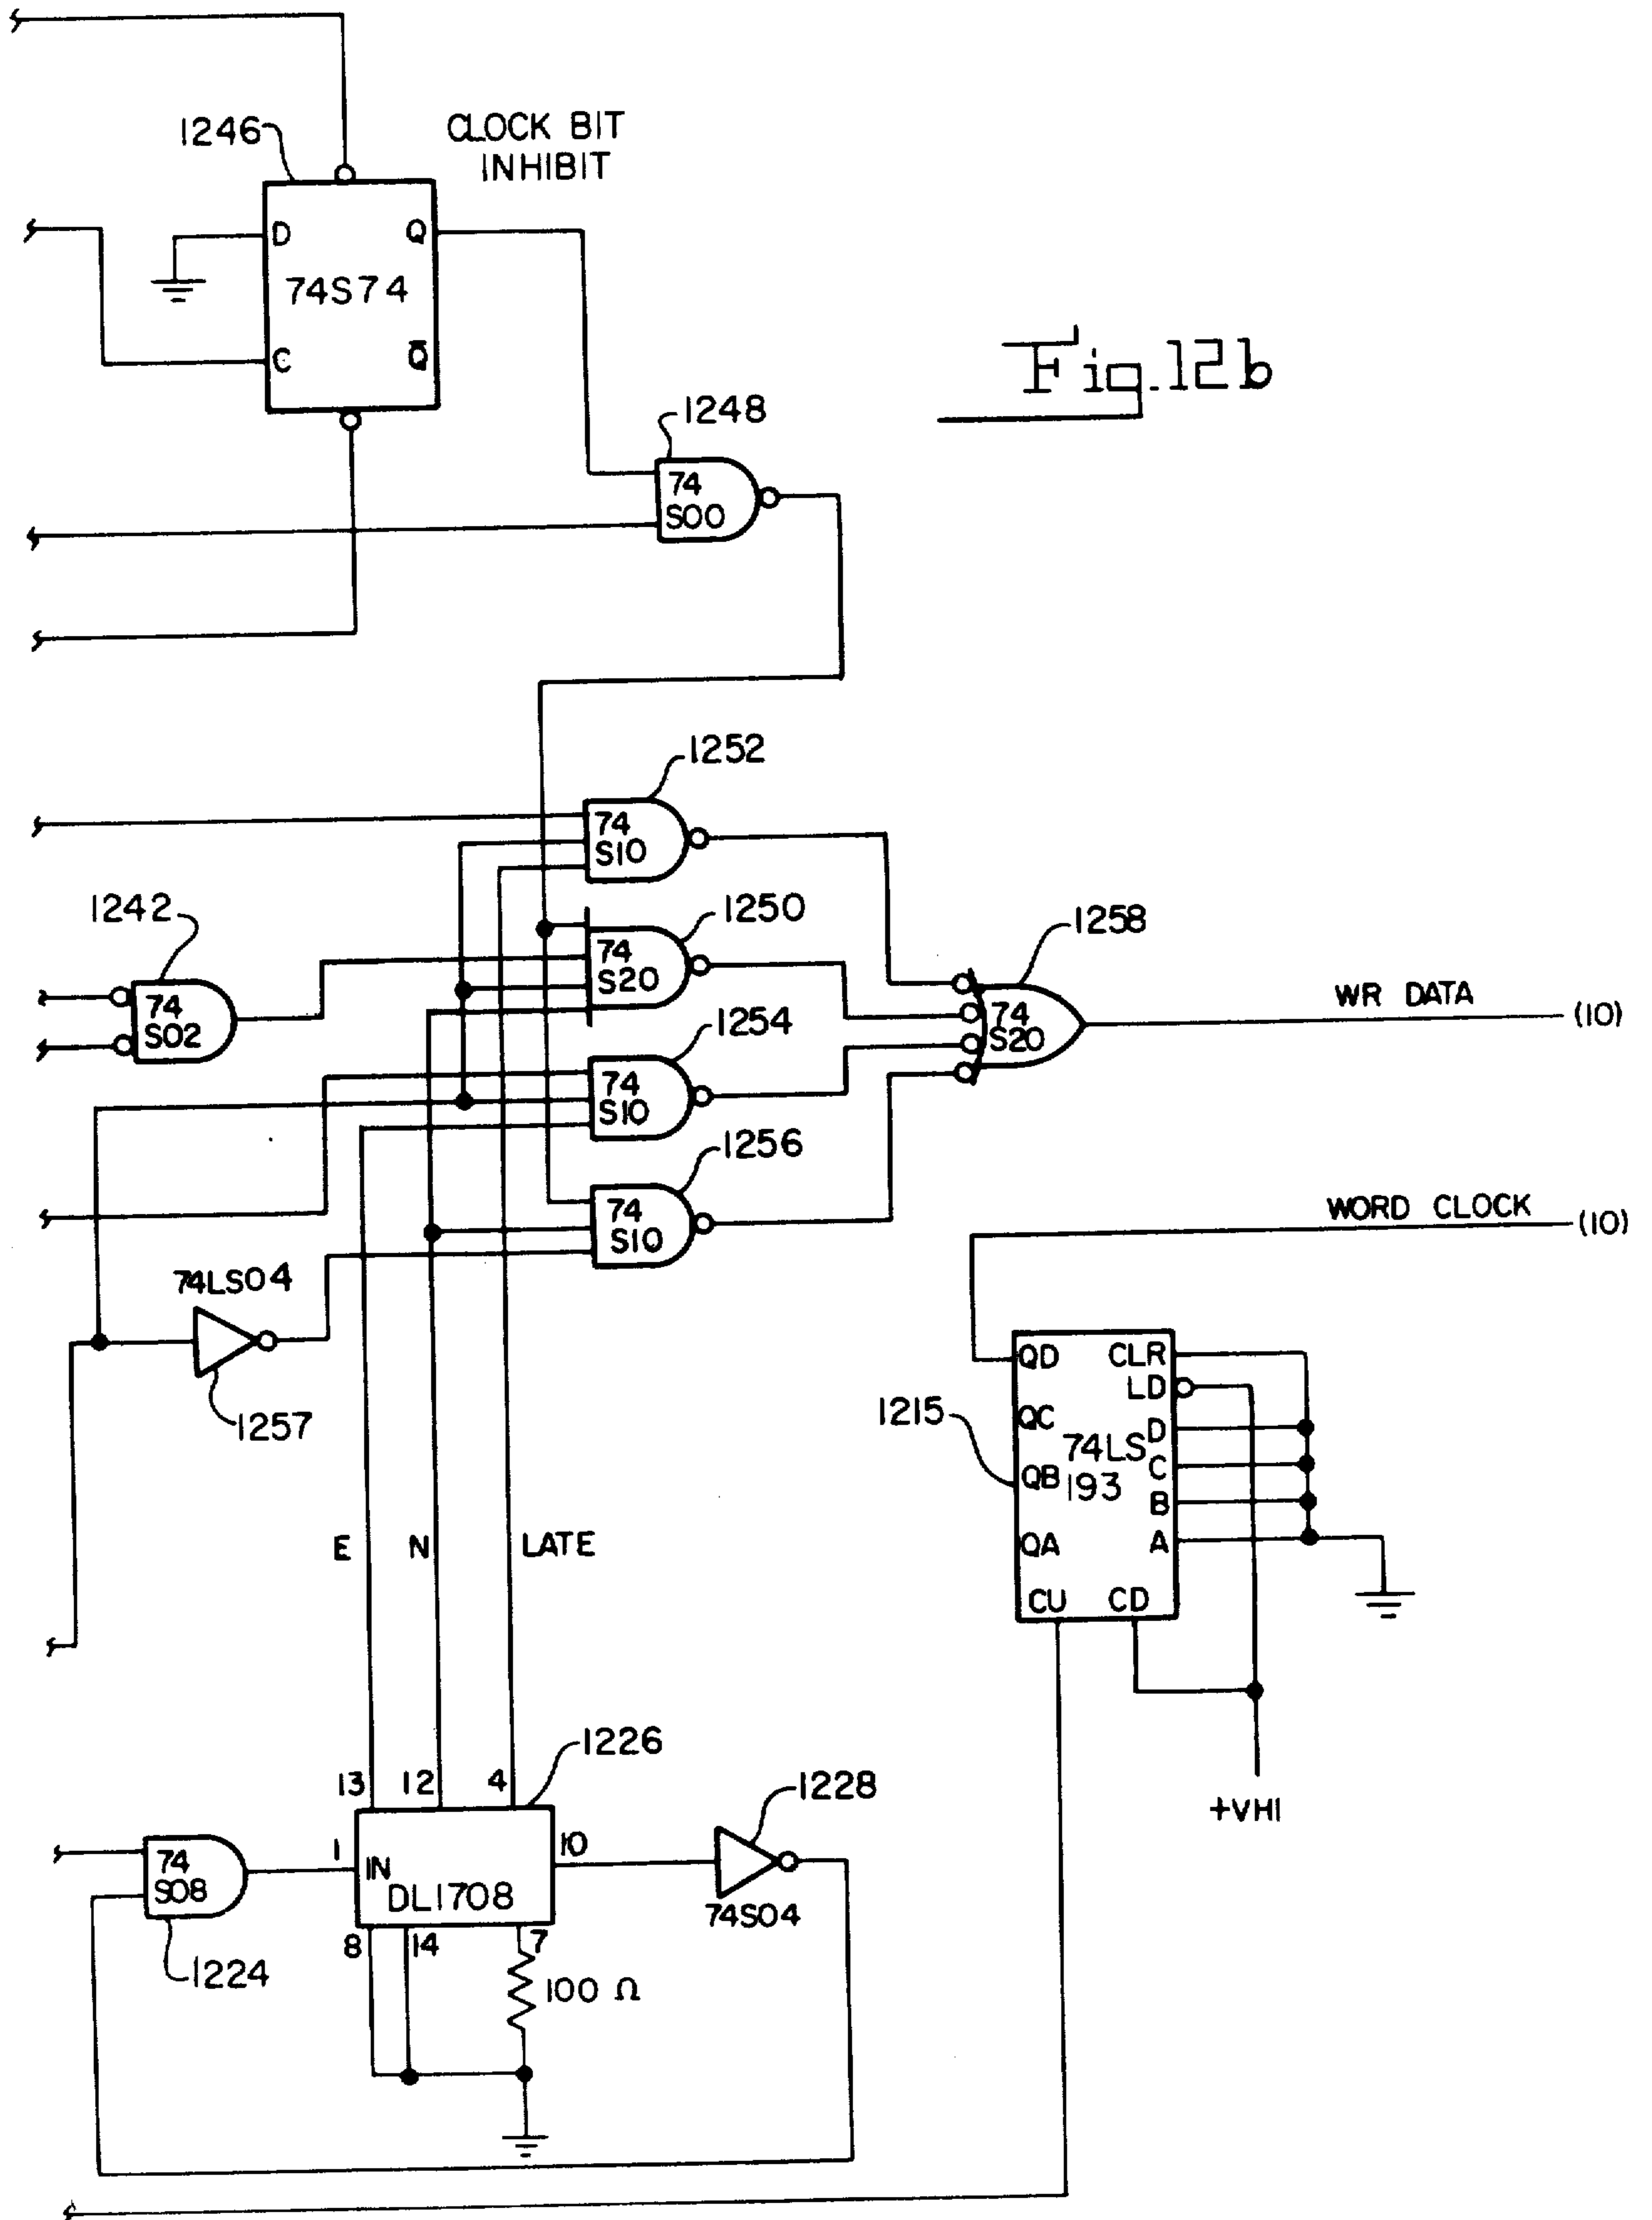 1246
CLOCK BIT
INHIBIT
D
Q
74S74
C
Q̅
Fig.12b
1248
74
S00
1252
74
S10
1242
1250
1258
74
S20
74
S02
74
S20
WR DATA
(10)
1254
74
S10
1256
74
S10
WORD CLOCK
(10)
74LS04
1257
QD
CLR
LD
1215
QC
D
74LS
QB
193
C
B
QA
A
CU
CD
E
N
LATE
1226
13
12
4
1228
+VHI
74
S08
1
IN
10
DL1708
74S04
8
14
7
1224
100 Ω